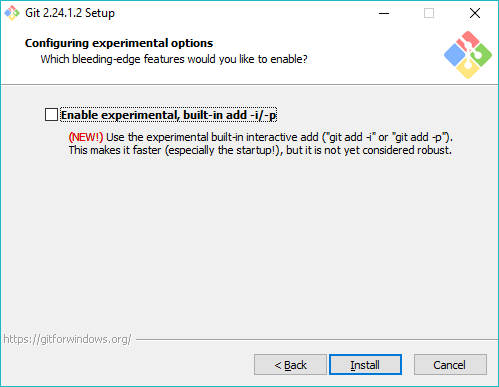 Git 2.24.1.2 Setup
Configuring experimental options
Which bleeding-edge features would you like to enable?
Enable experimental, built-in add -i/-p
(NEW!) Use the experimental built-in interactive add ("git add -i" or "git add -p").
This makes it faster (especially the startup!), but it is not yet considered robust.
https://gitforwindows.org/
< Back Install Cancel